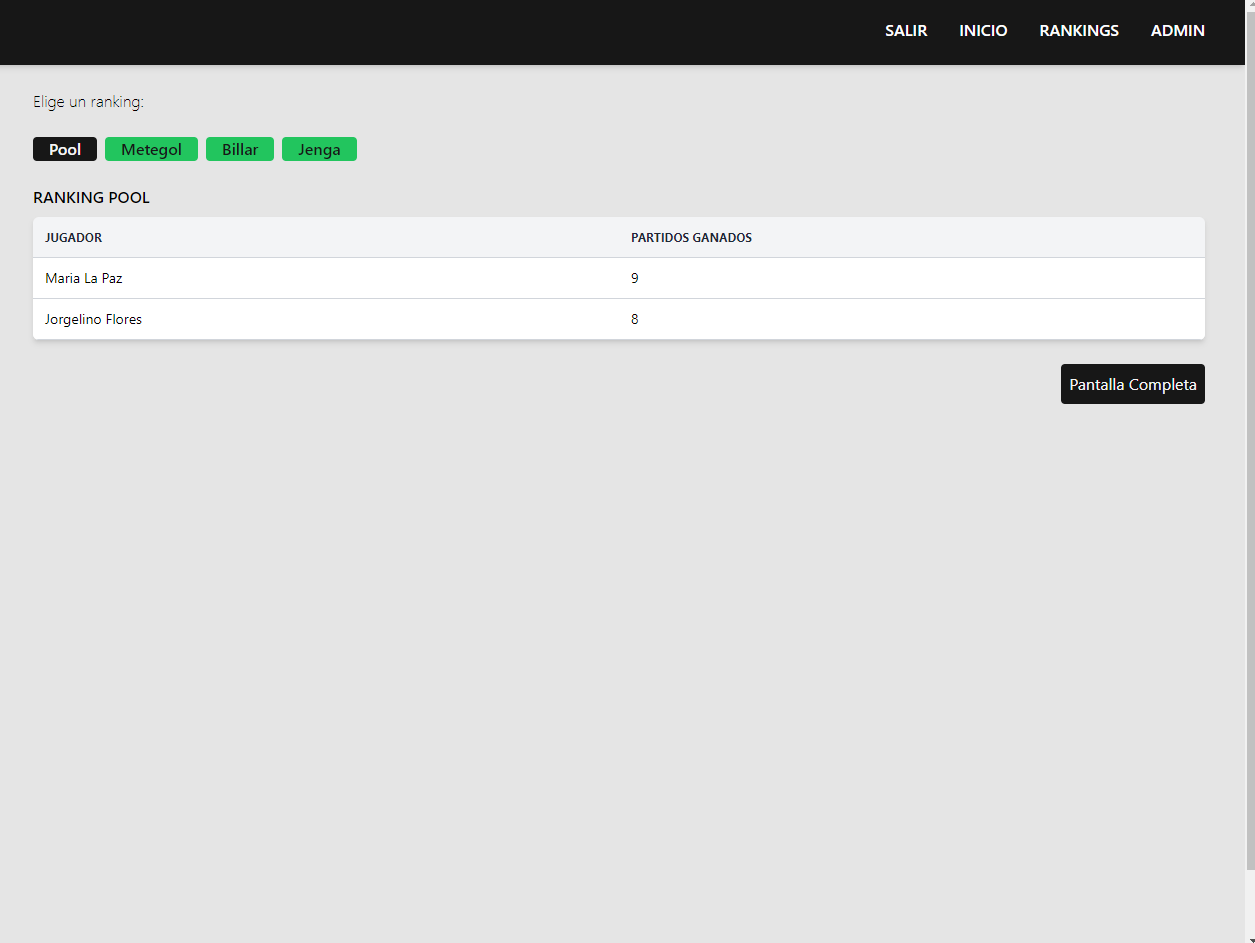 SALIR INICIO RANKINGS ADMIN
Elige un ranking:
Pool Metegol Billar Jenga
RANKING POOL
JUGADOR PARTIDOS GANADOS
Maria La Paz 9
Jorgelino Flores 8
Pantalla Completa